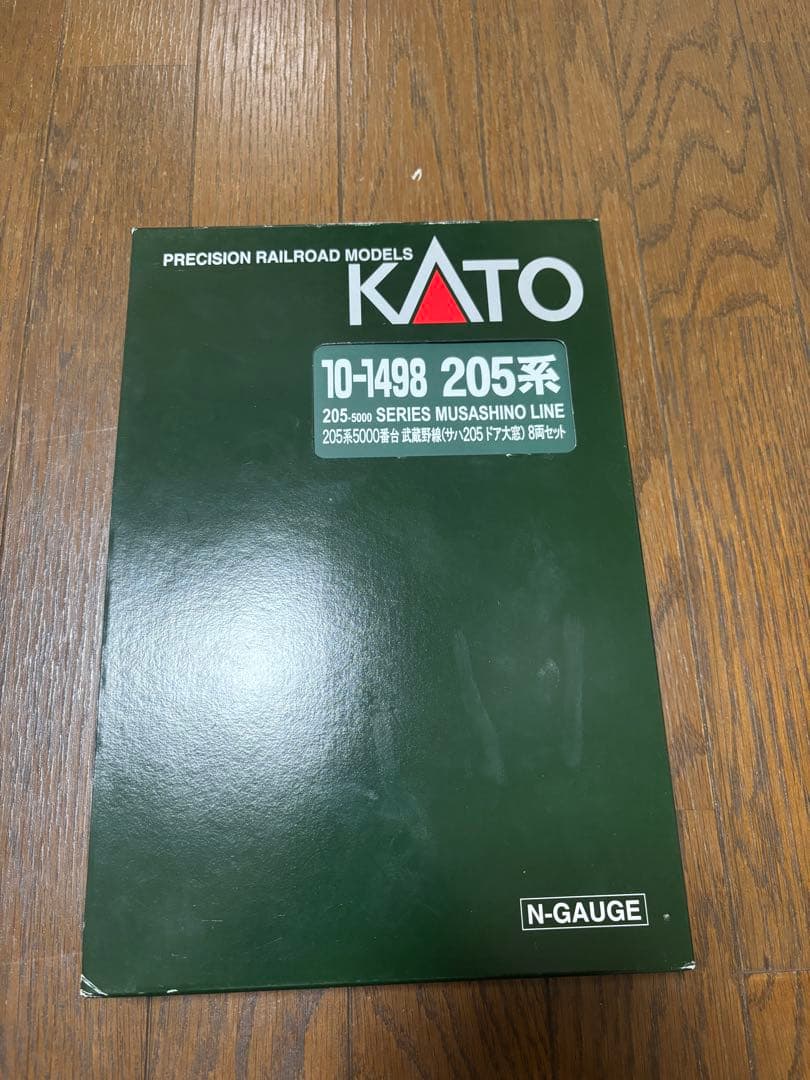 PRECISION RAILROAD MODELS
KATO
10-1498 205系
205-5000 SERIES MUSASHINO LINE
205系5000番台 武蔵野線(サハ205 ドア大窓) 8両セット
N-GAUGE